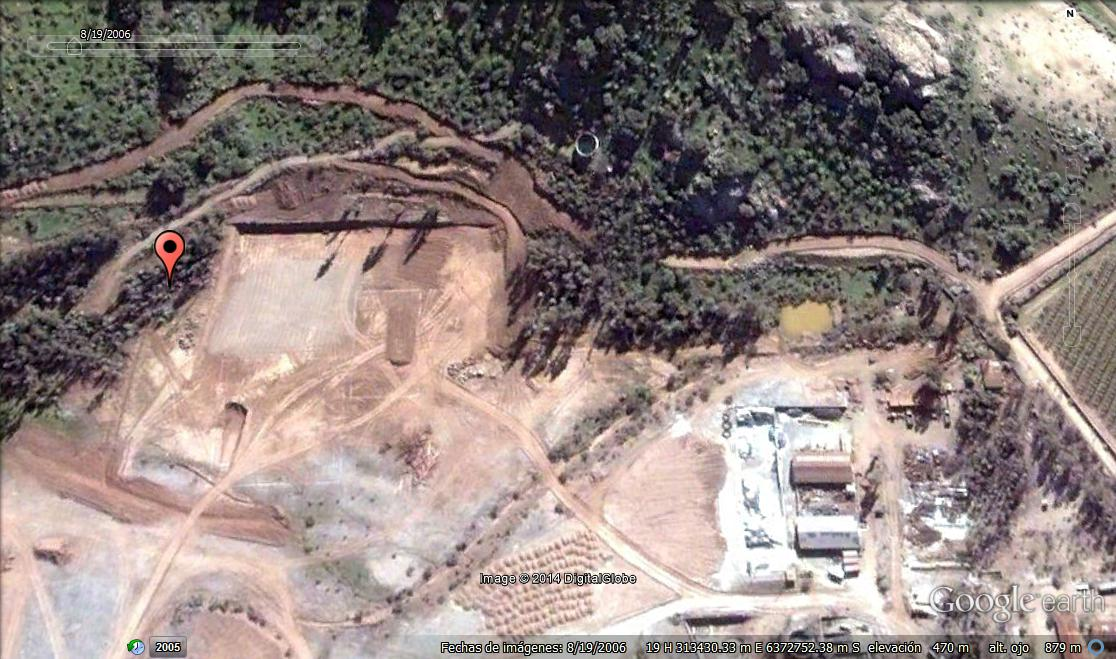 N
8/19/2006
Image © 2014 DigitalGlobe
Google earth
2005
Fechas de imágenes: 8/19/2006 19 H 313430.33 m E 6372752.38 m S elevación 470 m alt. ojo 879 m